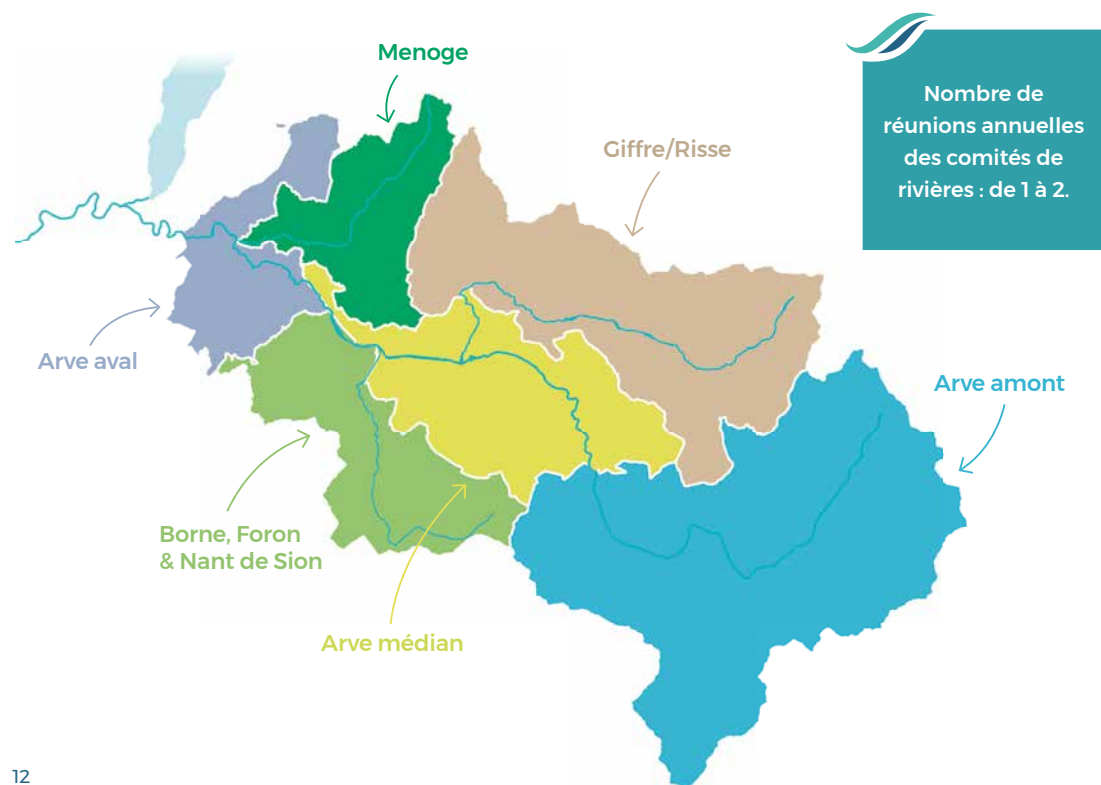 Menoge
Nombre de
réunions annuelles
des comités de
rivières : de 1 à 2.
Giffre/Risse
Arve aval
Arve amont
Borne, Foron
& Nant de Sion
Arve médian
12